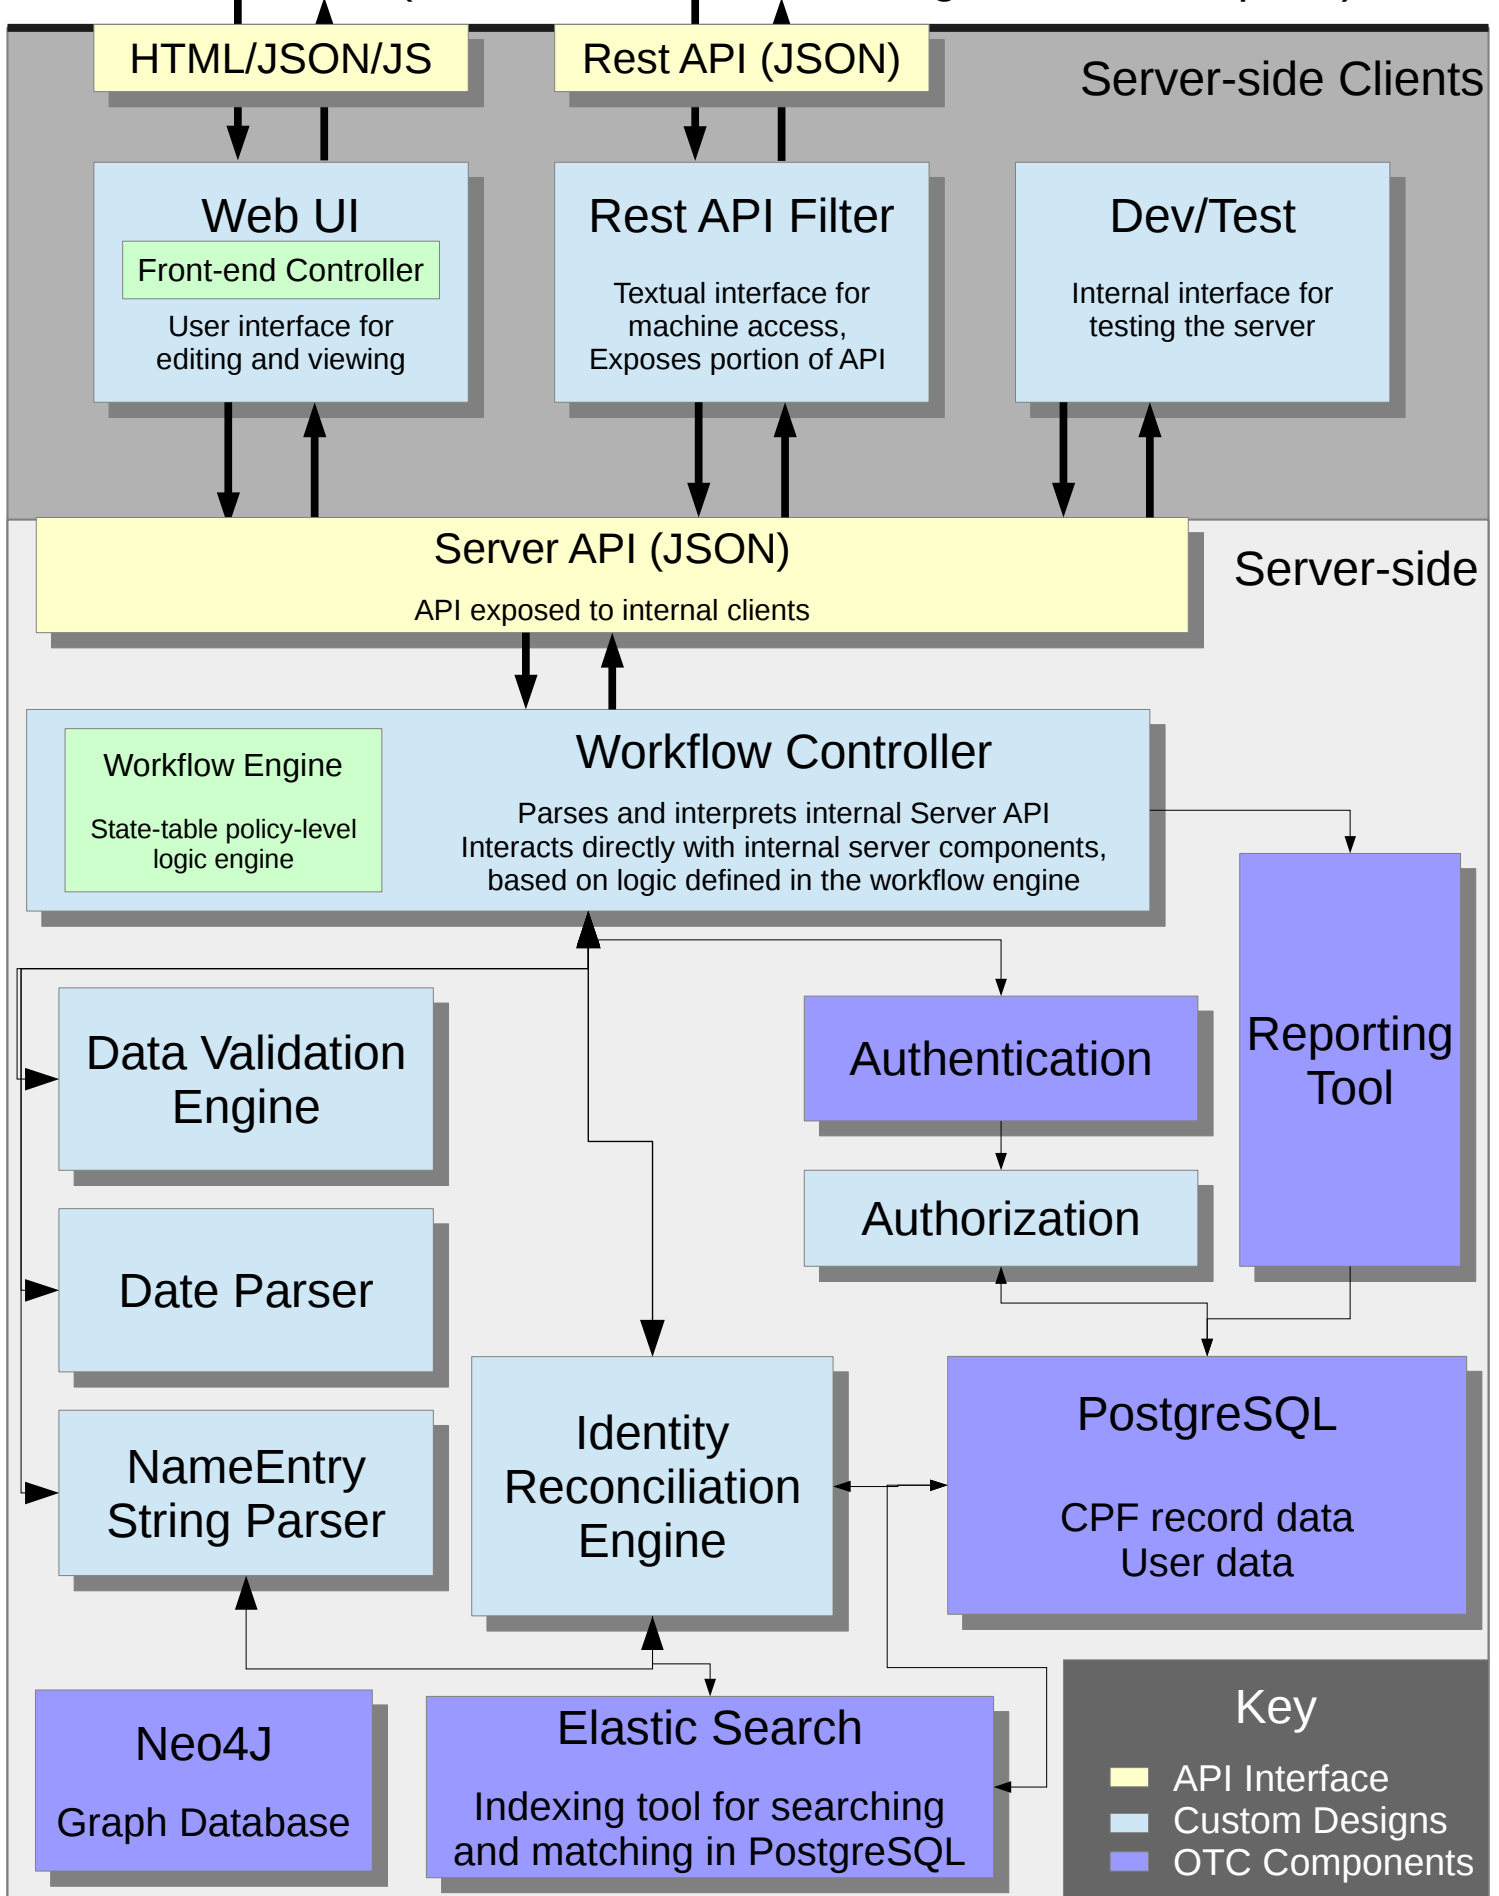 HTML/JSON/JS
Rest API (JSON)
Server-side Clients
Web UI
Front-end Controller
User interface for
editing and viewing
Rest API Filter
Textual interface for
machine access,
Exposes portion of API
Dev/Test
Internal interface for
testing the server
Server API (JSON)
API exposed to internal clients
Server-side
Workflow Engine
State-table policy-level
logic engine
Workflow Controller
Parses and interprets internal Server API
Interacts directly with internal server components,
based on logic defined in the workflow engine
Data Validation
Engine
Authentication
Reporting
Tool
Authorization
Date Parser
NameEntry
String Parser
Identity
Reconciliation
Engine
PostgreSQL
CPF record data
User data
Neo4J
Graph Database
Elastic Search
Indexing tool for searching
and matching in PostgreSQL
Key
API Interface
Custom Designs
OTC Components